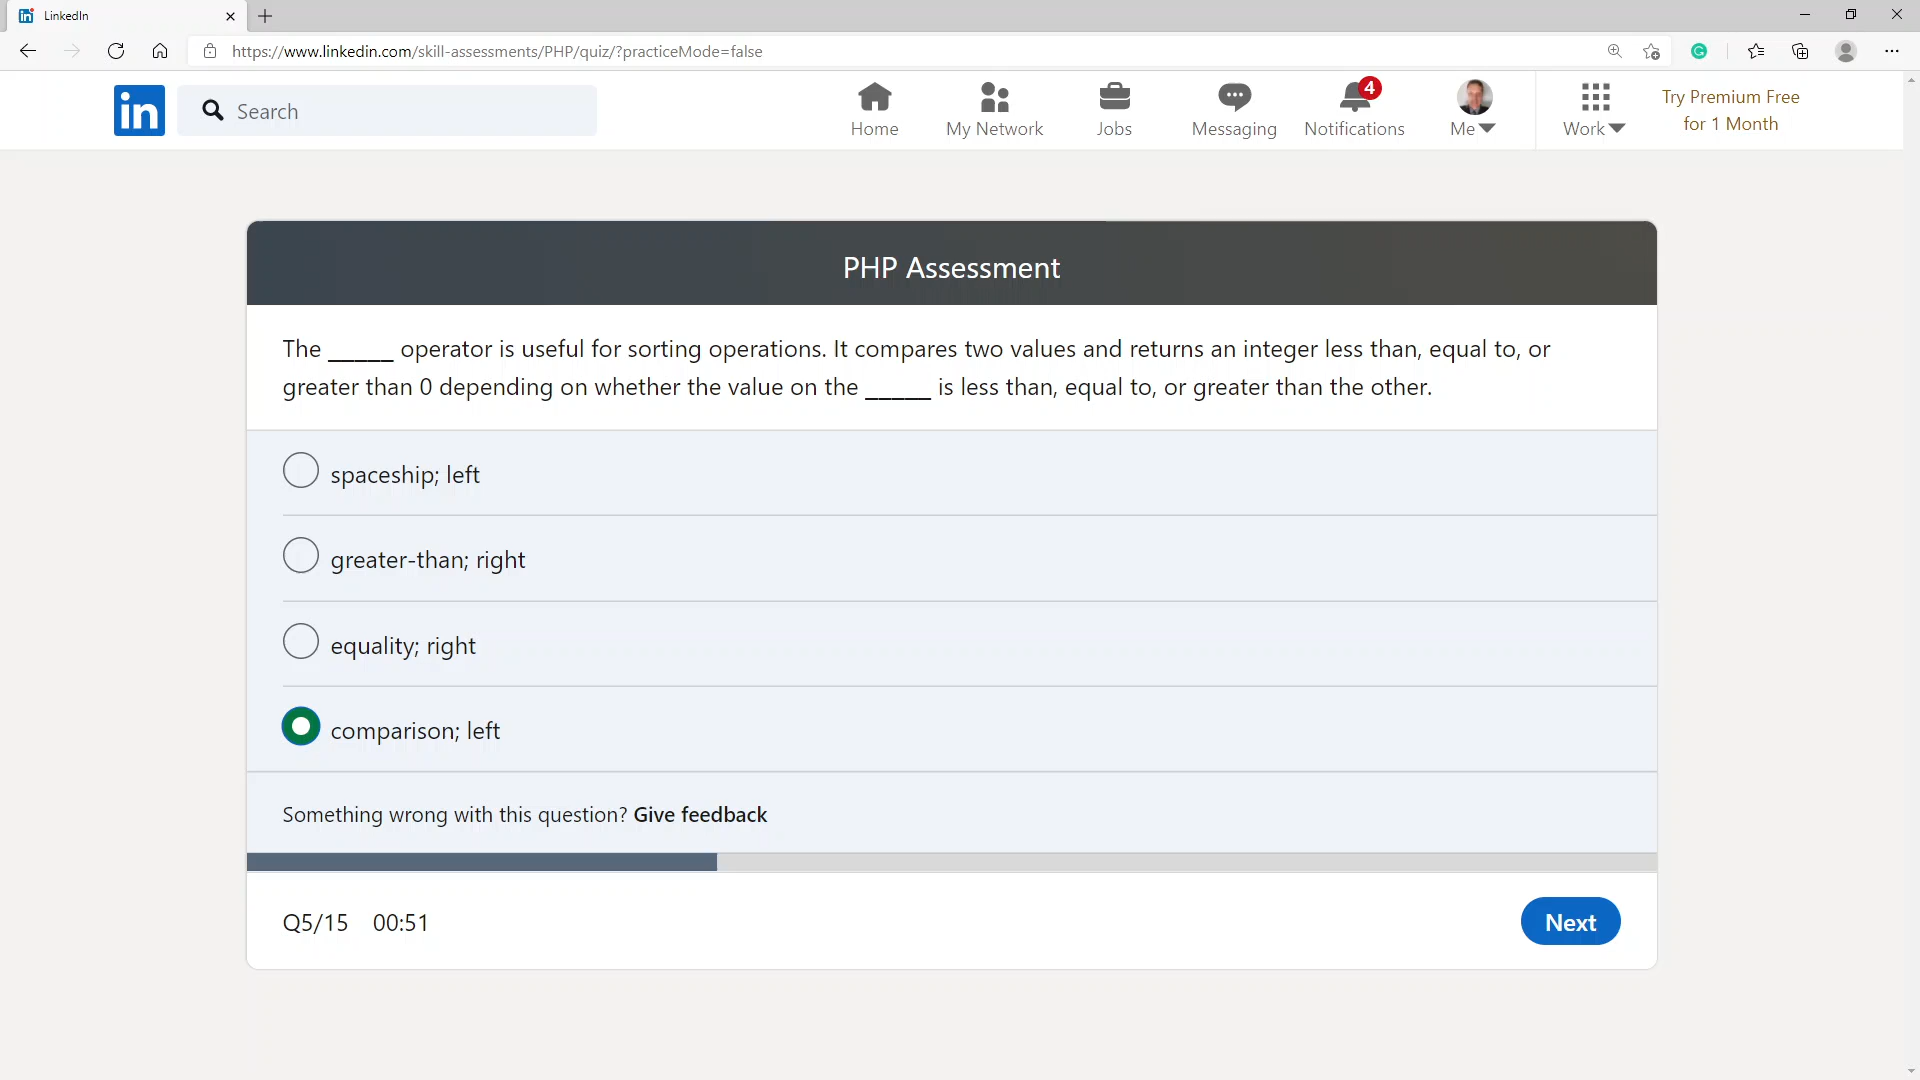 LinkedIn
https://www.linkedin.com/skill-assessments/PHP/quiz/?practiceMode=false
in
Search
Home
My Network
Jobs
Messaging
4
Notifications
Me
Work
Try Premium Free
for 1 Month
PHP Assessment
The _____ operator is useful for sorting operations. It compares two values and returns an integer less than, equal to, or
greater than 0 depending on whether the value on the _____ is less than, equal to, or greater than the other.
spaceship; left
greater-than; right
equality; right
comparison; left
Something wrong with this question? Give feedback
Q5/15 00:51
Next